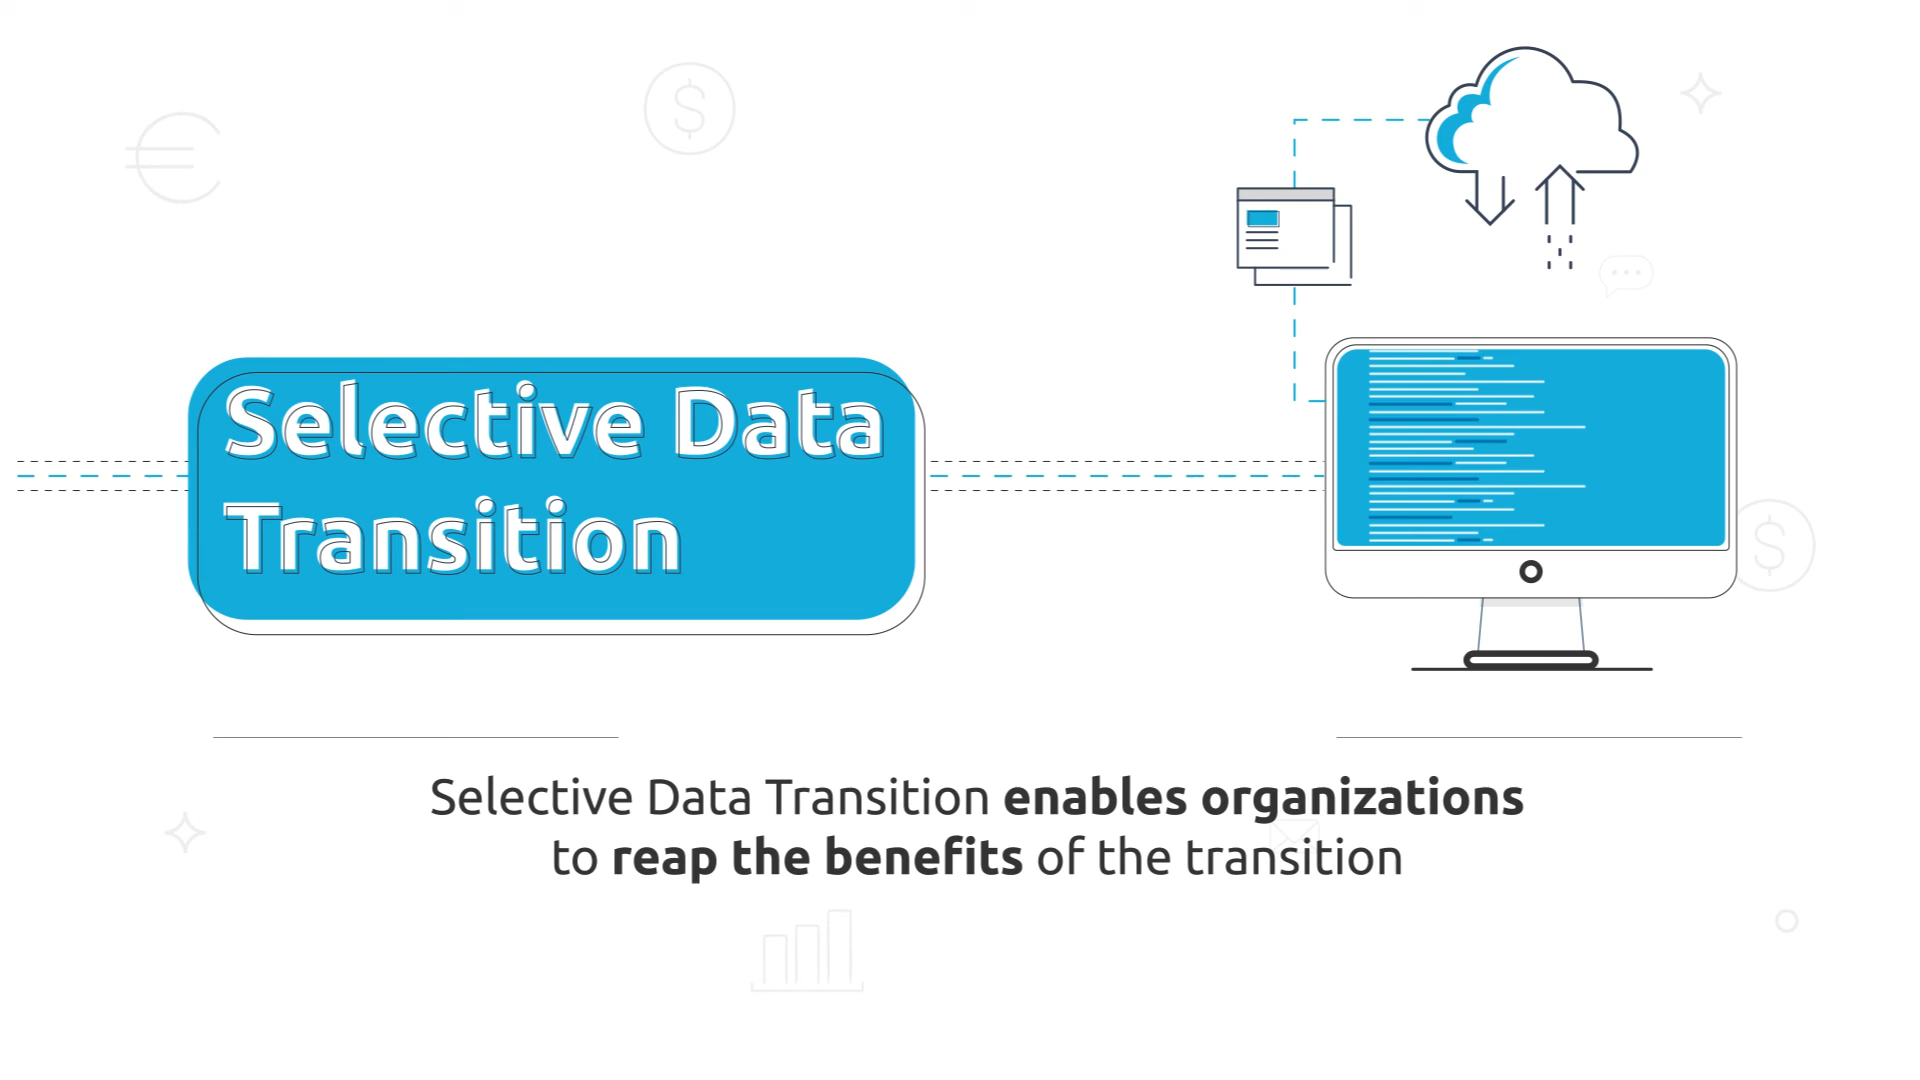 Selective Data
Transition
Selective Data Transition enables organizations
to reap the benefits of the transition